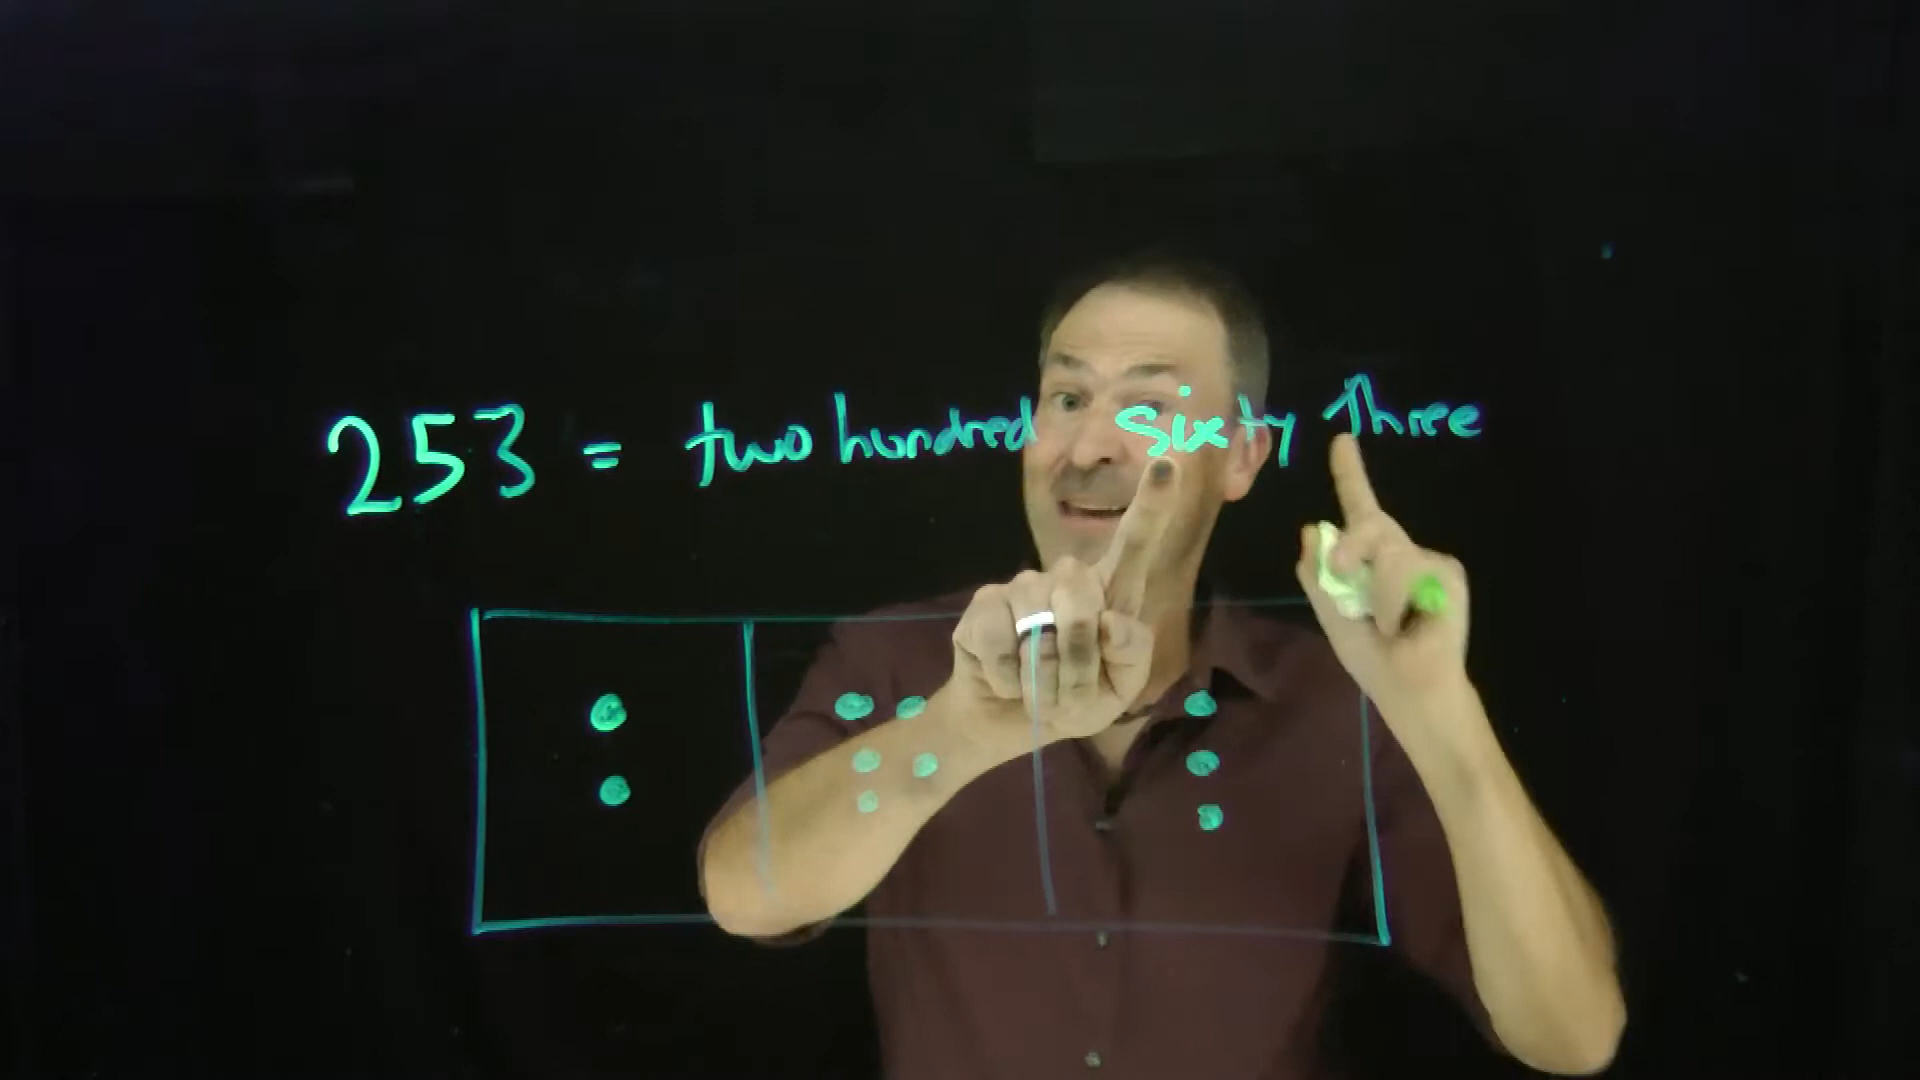 253 = two hundred sixty three